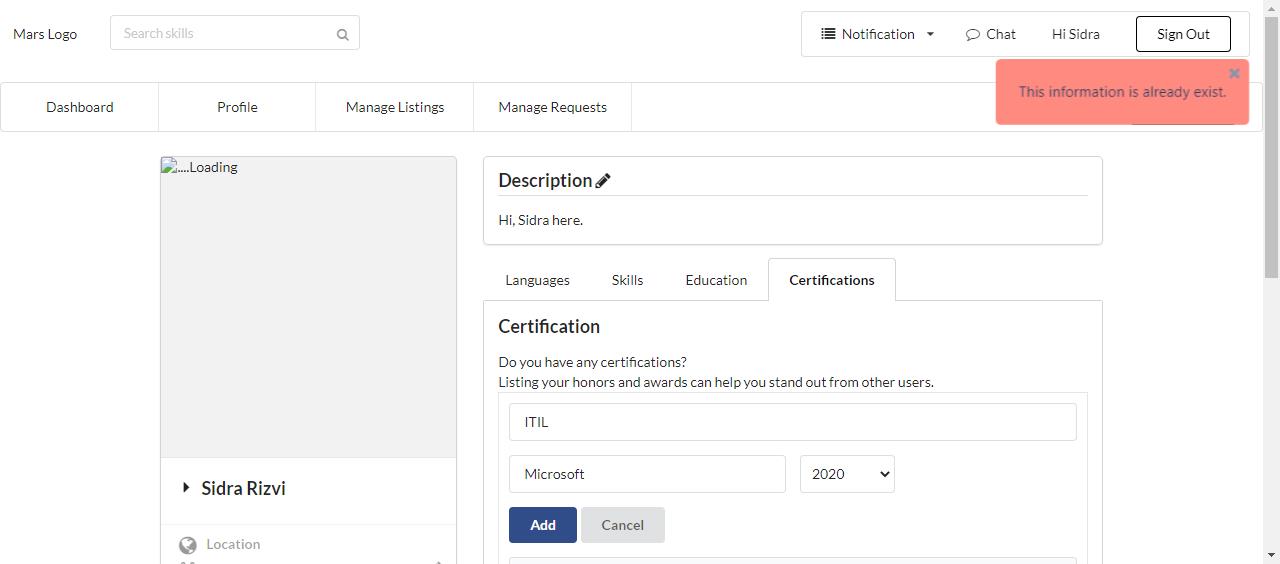 Mars Logo
Search skills
Notification
Chat
Hi Sidra
Sign Out
This information is already exist.
Dashboard
Profile
Manage Listings
Manage Requests
....Loading
Description
Hi, Sidra here.
Languages
Skills
Education
Certifications
Certification
Do you have any certifications?
Listing your honors and awards can help you stand out from other users.
ITIL
Microsoft
2020
Add
Cancel
Sidra Rizvi
Location